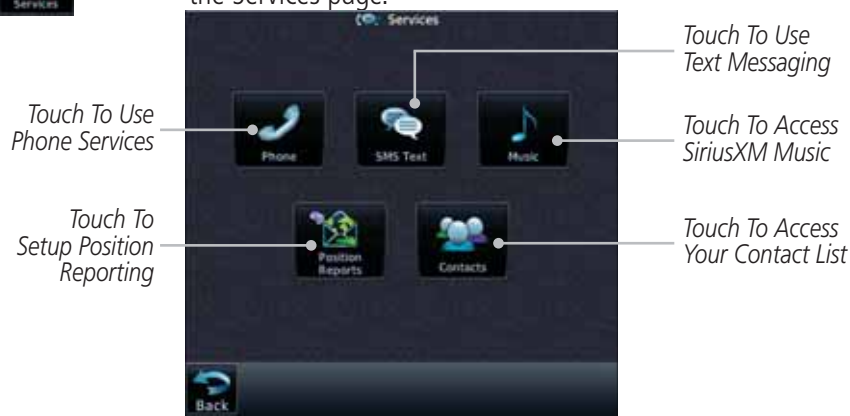 Services
the Services page.
Services
Touch To Use
Text Messaging
Touch To Use
Phone Services
Phone
SMS Text
Music
Touch To Access
SiriusXM Music
Touch To
Setup Position
Reporting
Position
Reports
Contacts
Touch To Access
Your Contact List
Back